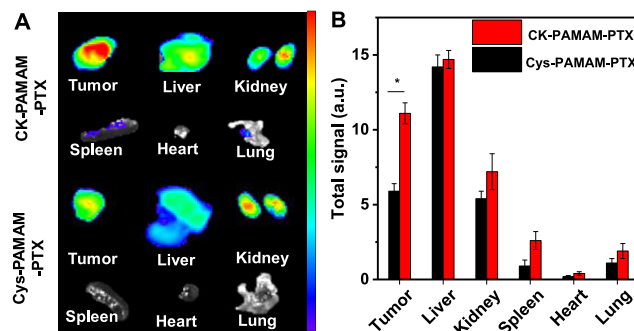 A
CK-PAMAM
-PTX
Tumor
Liver
Kidney
Spleen
Heart
Lung
Cys-PAMAM
-PTX
Tumor
Liver
Kidney
Spleen
Heart
Lung
B
CK-PAMAM-PTX
Cys-PAMAM-PTX
*
Total signal (a.u.)
15
10
5
0
Tumor
Liver
Kidney
Spleen
Heart
Lung